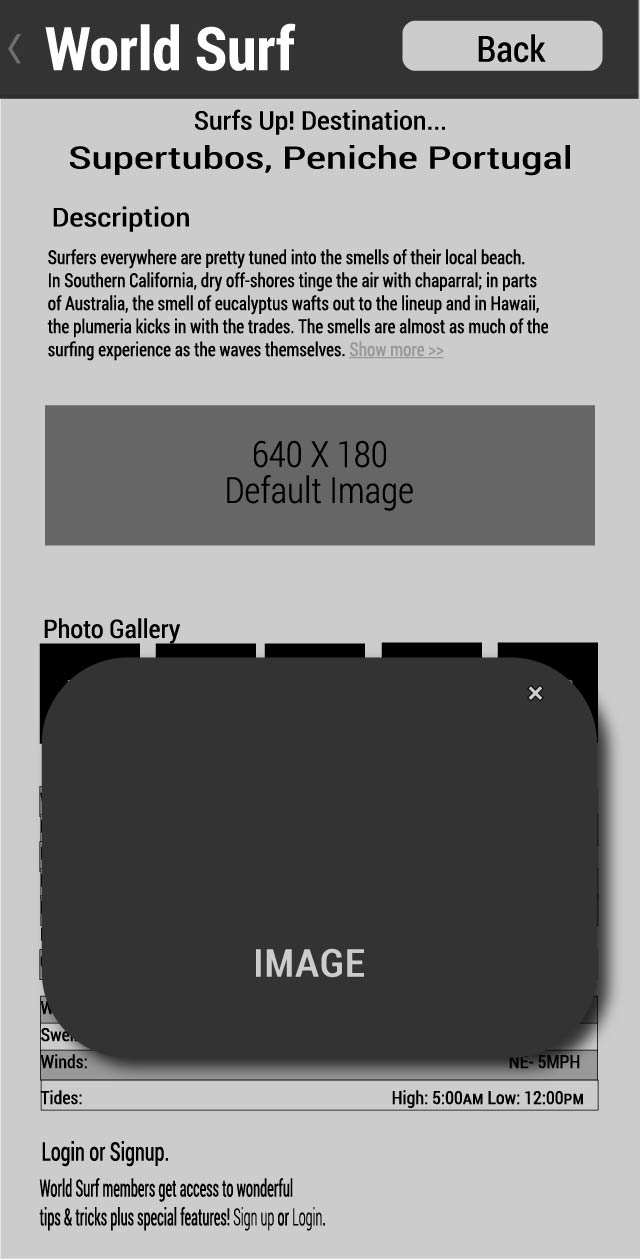 World Surf
Back
Surfs Up! Destination...
Supertubos, Peniche Portugal
Description
Surfers everywhere are pretty tuned into the smells of their local beach.
In Southern California, dry off-shores tinge the air with chaparral; in parts
of Australia, the smell of eucalyptus wafts out to the lineup and in Hawaii,
the plumeria kicks in with the trades. The smells are almost as much of the
surfing experience as the waves themselves. Show more >>
640 X 180
Default Image
Photo Gallery
IMAGE
Winds: NE- 5MPH
Tides: High: 5:00AM Low: 12:00PM
Login or Signup.
World Surf members get access to wonderful
tips & tricks plus special features! Sign up or Login.